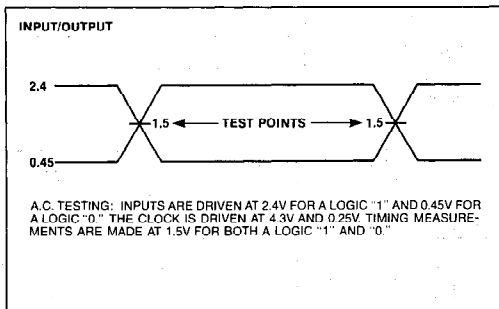 INPUT/OUTPUT
2.4
1.5 TEST POINTS 1.5
0.45
A.C. TESTING: INPUTS ARE DRIVEN AT 2.4V FOR A LOGIC "1" AND 0.45V FOR
A LOGIC "0." THE CLOCK IS DRIVEN AT 4.3V AND 0.25V. TIMING MEASURE-
MENTS ARE MADE AT 1.5V FOR BOTH A LOGIC "1" AND "0."